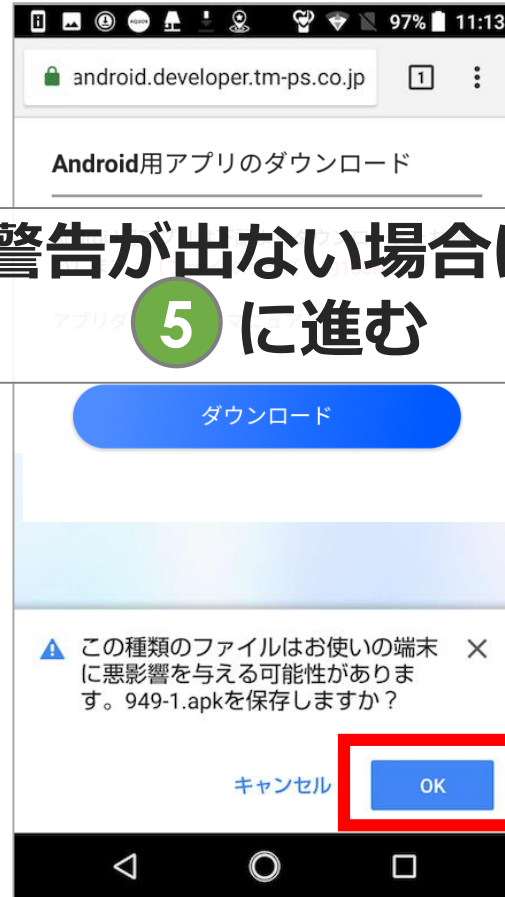 97% 11:13
android.developer.tm-ps.co.jp 1
Android用アプリのダウンロード
警告が出ない場合は
5 に進む
ダウンロード
この種類のファイルはお使いの端末
に悪影響を与える可能性がありま
す。949-1.apkを保存しますか？
キャンセル OK